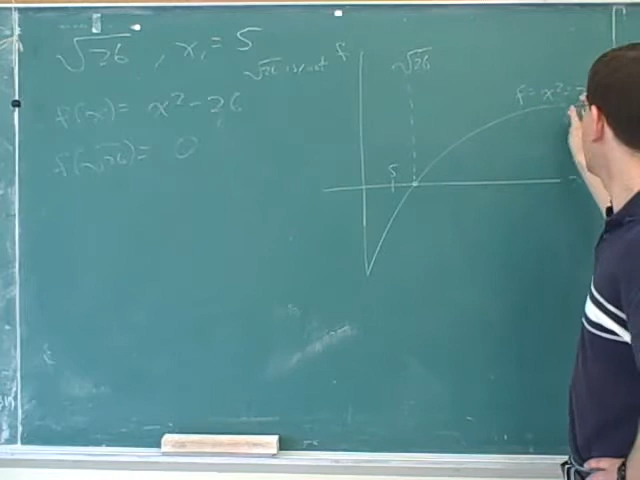 √26 , x₁ = 5
√26 is root f
√26
f(x) = x² - 26
f = x² - 2
f(√26) = 0
5